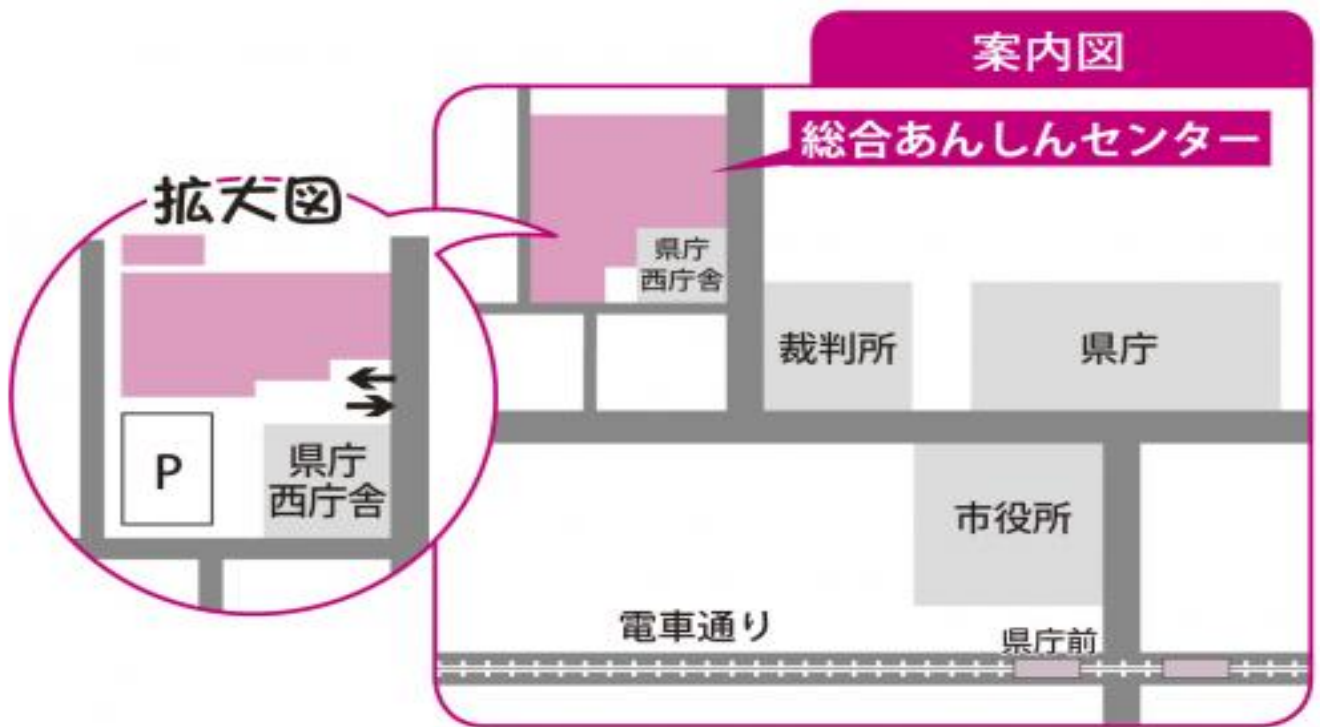 案内図
総合あんしんセンター
拡大図
県庁
西庁舎
裁判所
県庁
P
県庁
西庁舎
市役所
電車通り
県庁前